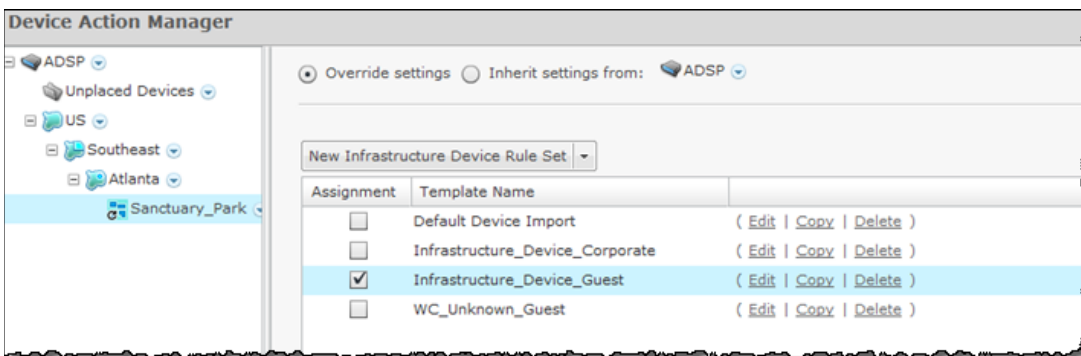 Device Action Manager
ADSP
Unplaced Devices
US
Southeast
Atlanta
Sanctuary_Park
Override settings Inherit settings from: ADSP
New Infrastructure Device Rule Set
Assignment Template Name
Default Device Import ( Edit | Copy | Delete )
Infrastructure_Device_Corporate ( Edit | Copy | Delete )
Infrastructure_Device_Guest ( Edit | Copy | Delete )
WC_Unknown_Guest ( Edit | Copy | Delete )